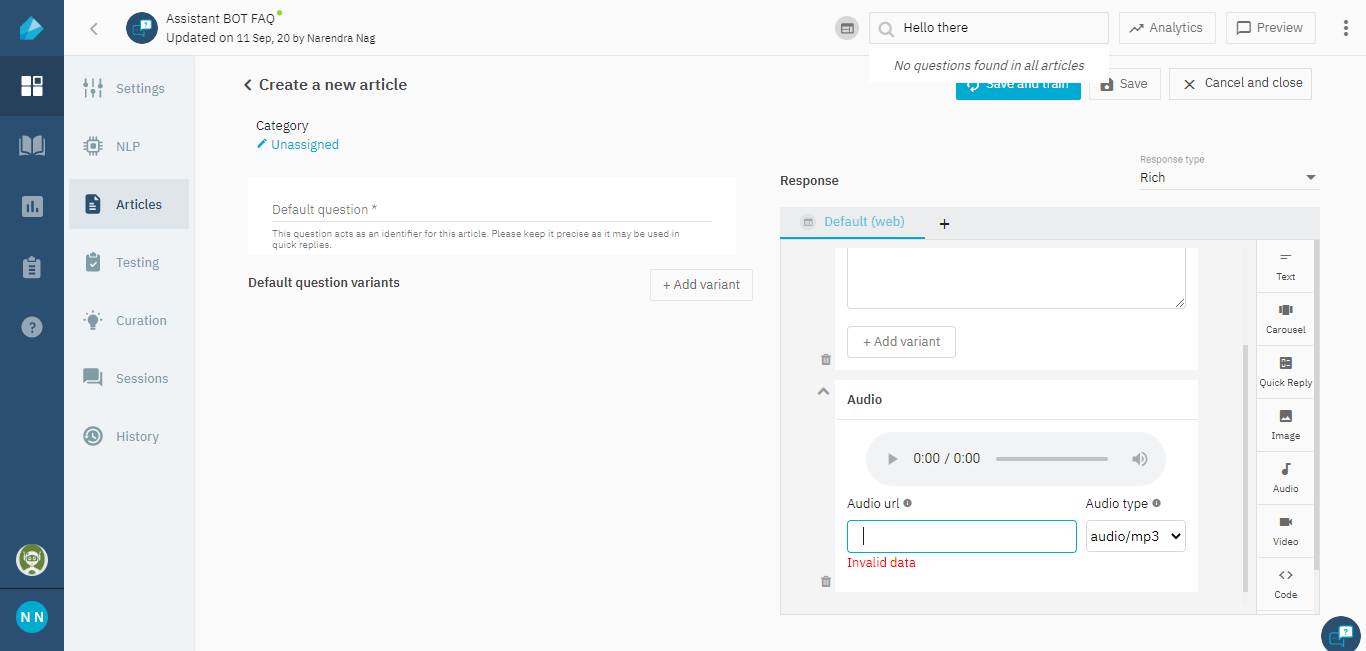 Assistant BOT FAQ
Updated on 11 Sep, 20 by Narendra Nag
Hello there
Analytics
Preview
No questions found in all articles
Settings
NLP
Articles
Testing
Curation
Sessions
History
N N
Create a new article
Save and train
Save
Cancel and close
Category
Unassigned
Default question *
This question acts as an identifier for this article. Please keep it precise as it may be used in
quick replies.
Default question variants
+ Add variant
Response
Response type
Rich
Default (web)
+
+ Add variant
Audio
0:00 / 0:00
Audio url
Audio type
audio/mp3
Invalid data
Text
Carousel
Quick Reply
Image
Audio
Video
Code